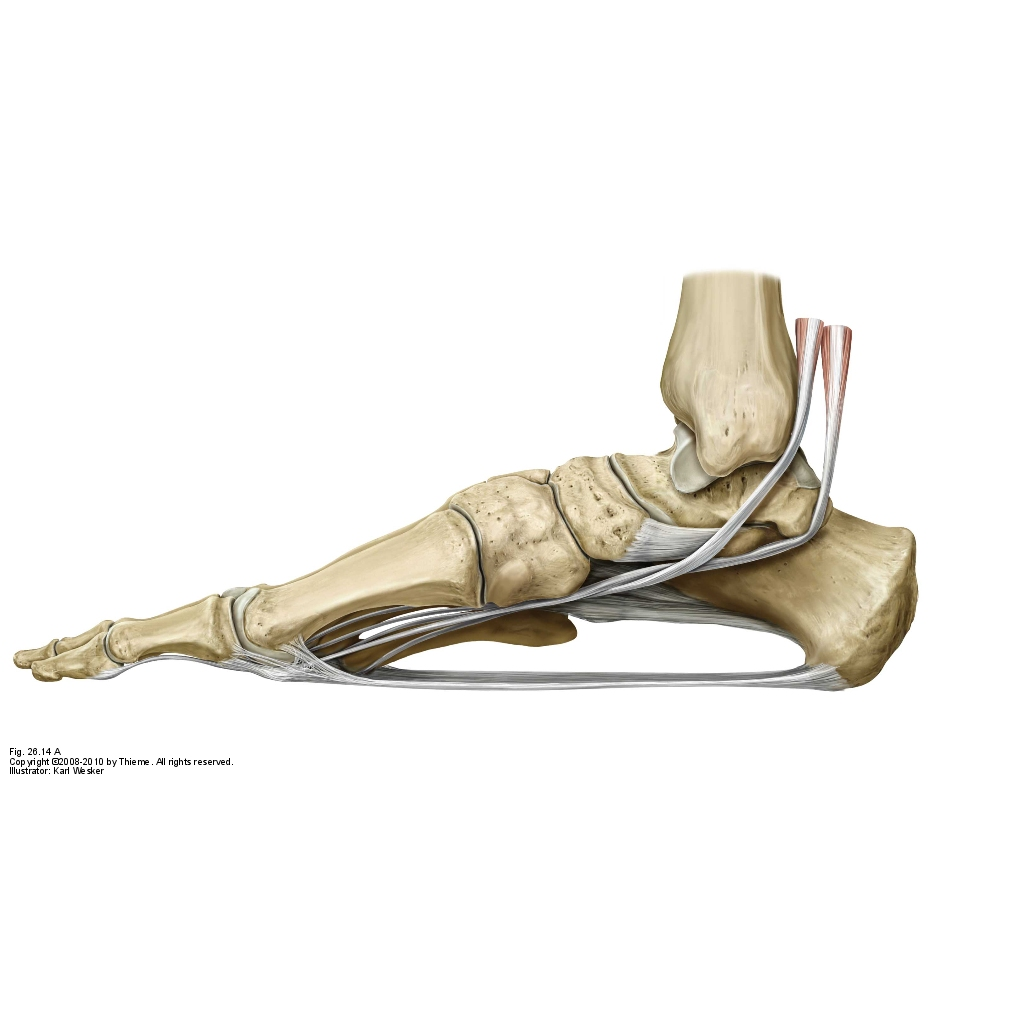 Fig. 26.14 A
Copyright ©2008-2010 by Thieme. All rights reserved.
Illustrator: Karl Wesker